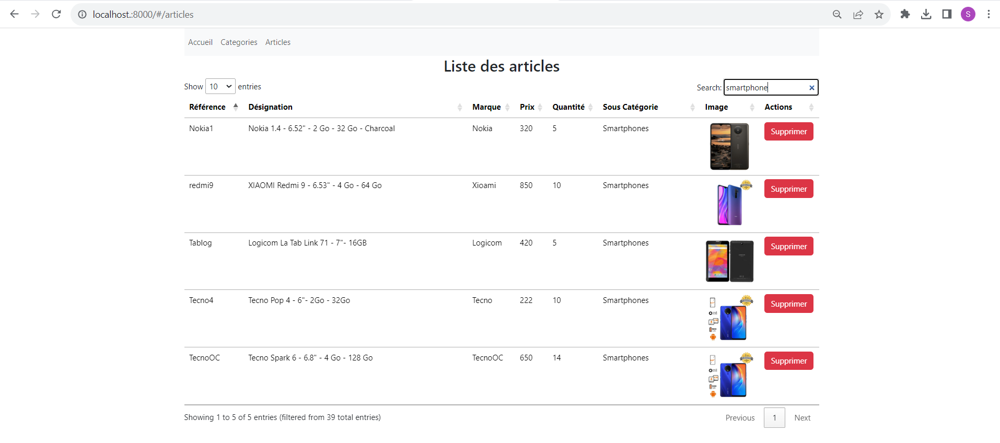 localhost.:8000/#/articles
S
Accueil Categories Articles
Liste des articles
Show 10 entries Search: smartphone
Référence Désignation Marque Prix Quantité Sous Catégorie Image Actions
Nokia1 Nokia 1.4 - 6.52" - 2 Go - 32 Go - Charcoal Nokia 320 5 Smartphones Supprimer
redmi9 XIAOMI Redmi 9 - 6.53" - 4 Go - 64 Go Xioami 850 10 Smartphones Supprimer
Tablog Logicom La Tab Link 71 - 7"- 16GB Logicom 420 5 Smartphones Supprimer
Tecno4 Tecno Pop 4 - 6"- 2Go - 32Go Tecno 222 10 Smartphones Supprimer
TecnoOC Tecno Spark 6 - 6.8" - 4 Go - 128 Go TecnoOC 650 14 Smartphones Supprimer
Showing 1 to 5 of 5 entries (filtered from 39 total entries) Previous 1 Next